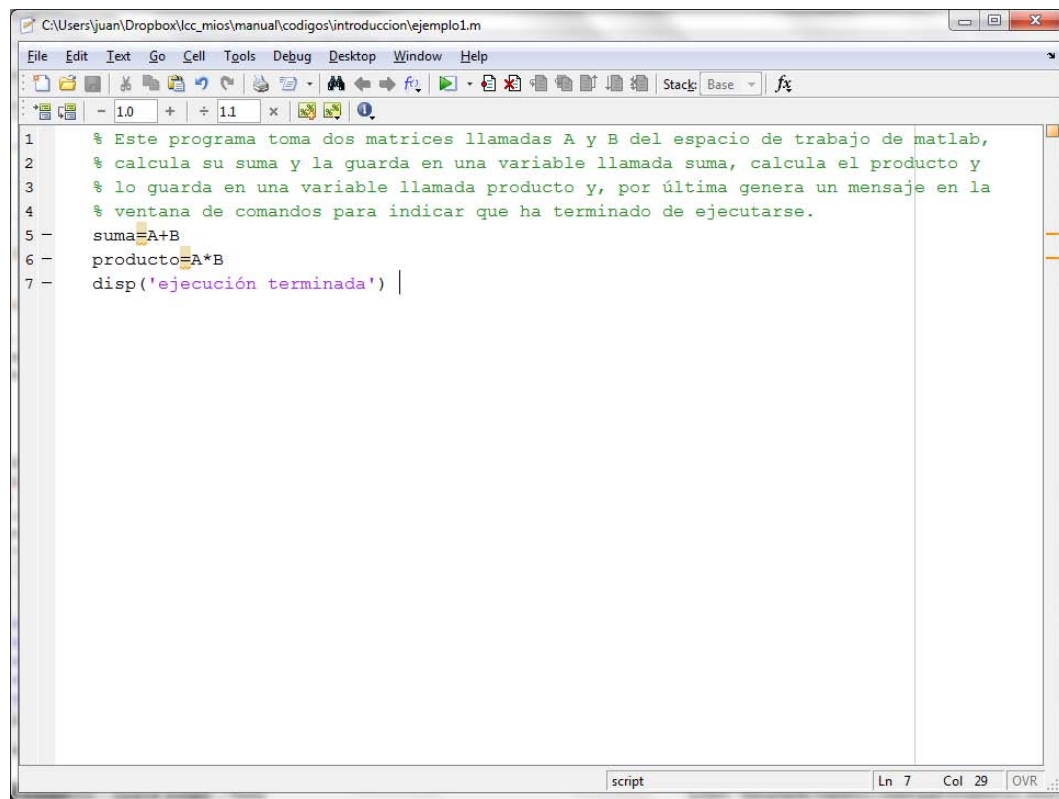 C:\Users\juan\Dropbox\lcc_mios\manual\codigos\introduccion\ejemplo1.m
File Edit Text Go Cell Tools Debug Desktop Window Help
Stack: Base fx
- 1.0 + ÷ 1.1 ×
1 % Este programa toma dos matrices llamadas A y B del espacio de trabajo de matlab,
2 % calcula su suma y la guarda en una variable llamada suma, calcula el producto y
3 % lo guarda en una variable llamada producto y, por última genera un mensaje en la
4 % ventana de comandos para indicar que ha terminado de ejecutarse.
5 – suma=A+B
6 – producto=A*B
7 – disp('ejecución terminada')
script Ln 7 Col 29 OVR